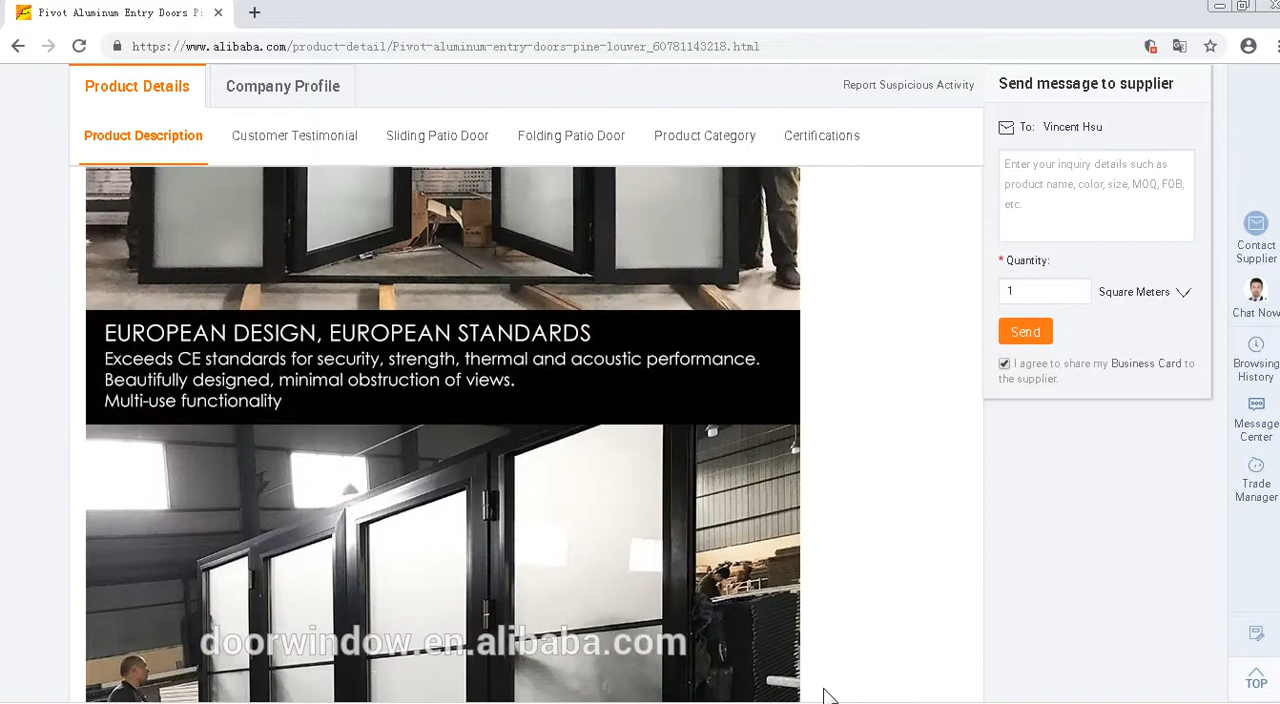 Pivot Aluminum Entry Doors Pi
https://www.alibaba.com/product-detail/Pivot-aluminum-entry-doors-pine-louver_60781143218.html
Product Details
Company Profile
Report Suspicious Activity
Product Description
Customer Testimonial
Sliding Patio Door
Folding Patio Door
Product Category
Certifications
EUROPEAN DESIGN, EUROPEAN STANDARDS
Exceeds CE standards for security, strength, thermal and acoustic performance.
Beautifully designed, minimal obstruction of views.
Multi-use functionality
doorwindow.en.alibaba.com
Send message to supplier
To: Vincent Hsu
Enter your inquiry details such as
product name, color, size, MOQ, FOB,
etc.
* Quantity:
1 Square Meters
Send
I agree to share my Business Card to
the supplier.
Contact
Supplier
Chat Now
Browsing
History
Message
Center
Trade
Manager
TOP